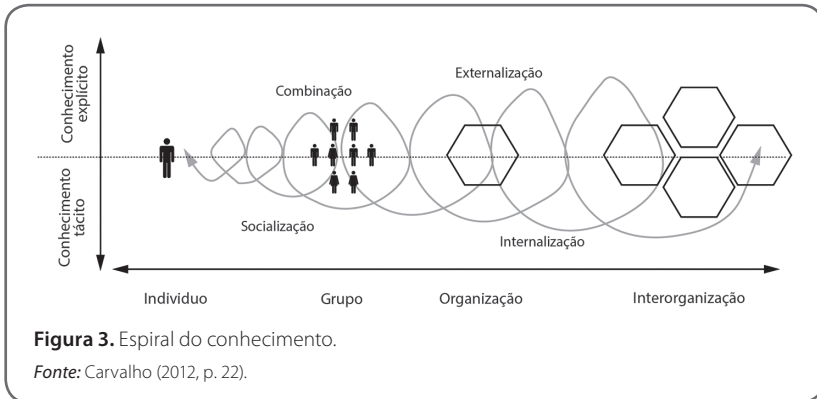 Conhecimento
explícito
Conhecimento
tácito
Combinação
Externalização
Socialização
Internalização
Individuo
Grupo
Organização
Interorganização
Figura 3. Espiral do conhecimento.
Fonte: Carvalho (2012, p. 22).